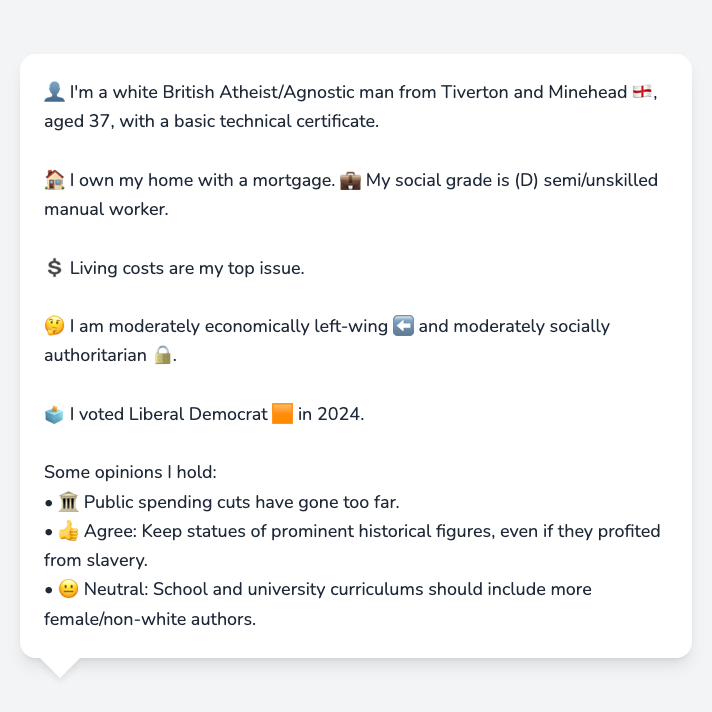 👤 I'm a white British Atheist/Agnostic man from Tiverton and Minehead 🏴󠁧󠁢󠁥󠁮󠁧󠁿,
aged 37, with a basic technical certificate.
🏠 I own my home with a mortgage. 💼 My social grade is (D) semi/unskilled
manual worker.
💲 Living costs are my top issue.
🤔 I am moderately economically left-wing ⬅️ and moderately socially
authoritarian 🔒.
🗳️ I voted Liberal Democrat 🟧 in 2024.
Some opinions I hold:
• 🏛️ Public spending cuts have gone too far.
• 👍 Agree: Keep statues of prominent historical figures, even if they profited
from slavery.
• 😐 Neutral: School and university curriculums should include more
female/non-white authors.